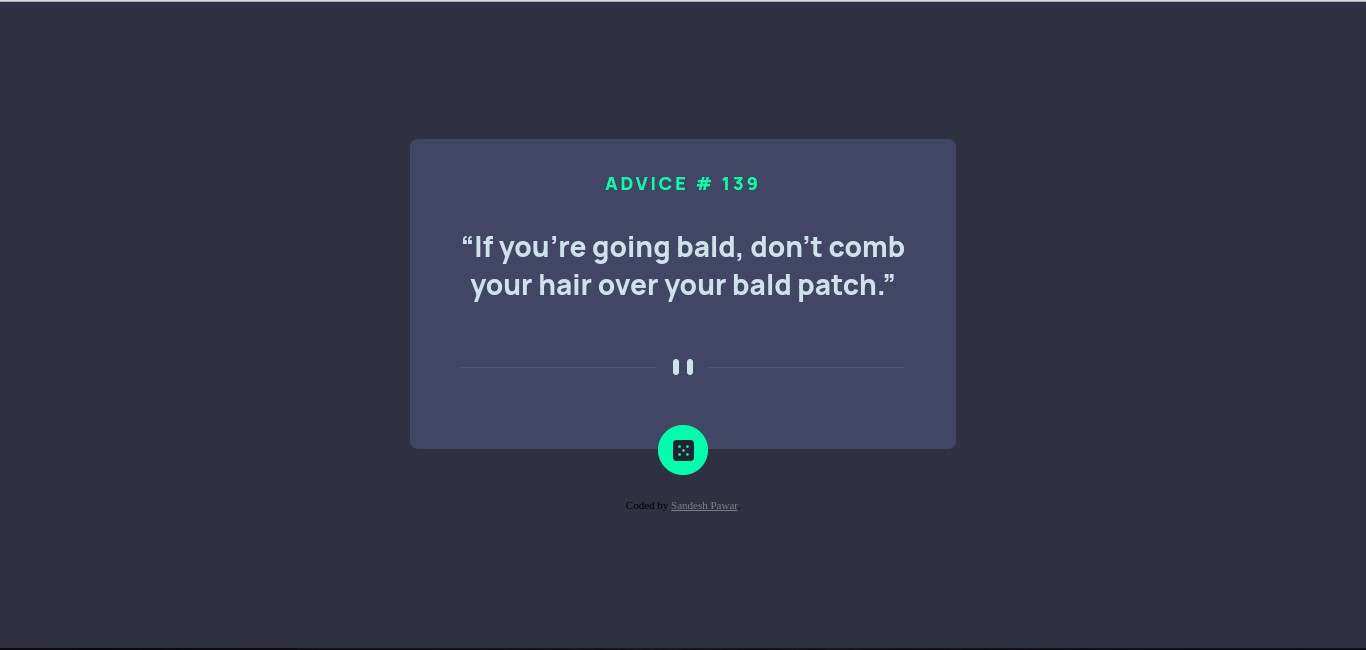 ADVICE # 139
“If you’re going bald, don’t comb
your hair over your bald patch.”
Coded by Sandesh Pawar